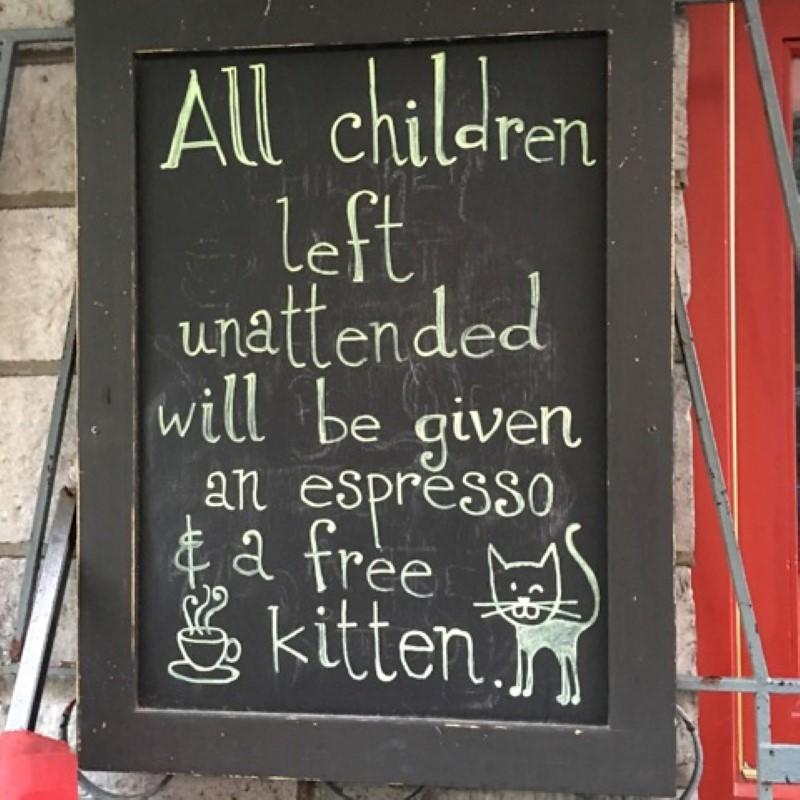 All children
left
unattended
will be given
an espresso
& a free
kitten.